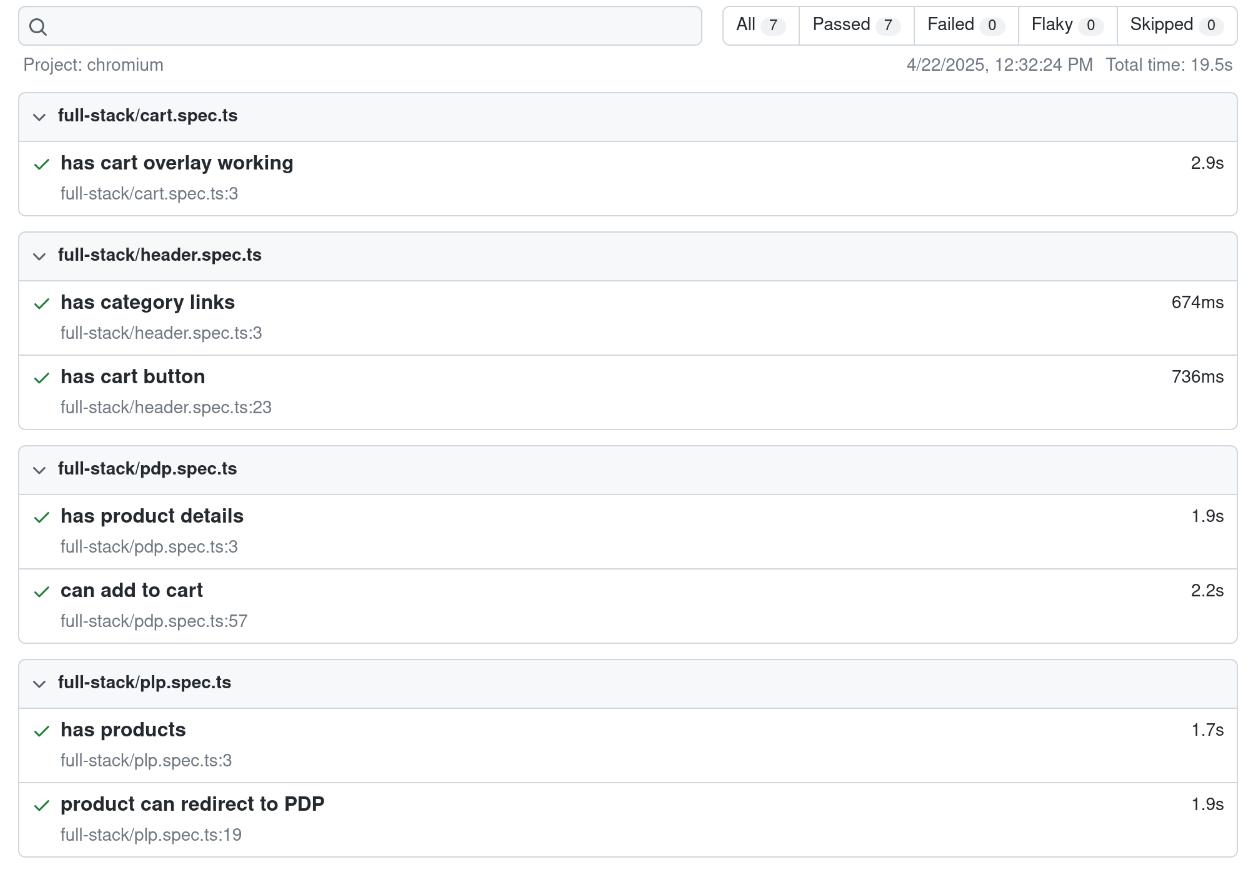 All 7 Passed 7 Failed 0 Flaky 0 Skipped 0
Project: chromium 4/22/2025, 12:32:24 PM Total time: 19.5s
full-stack/cart.spec.ts
has cart overlay working 2.9s
full-stack/cart.spec.ts:3
full-stack/header.spec.ts
has category links 674ms
full-stack/header.spec.ts:3
has cart button 736ms
full-stack/header.spec.ts:23
full-stack/pdp.spec.ts
has product details 1.9s
full-stack/pdp.spec.ts:3
can add to cart 2.2s
full-stack/pdp.spec.ts:57
full-stack/plp.spec.ts
has products 1.7s
full-stack/plp.spec.ts:3
product can redirect to PDP 1.9s
full-stack/plp.spec.ts:19